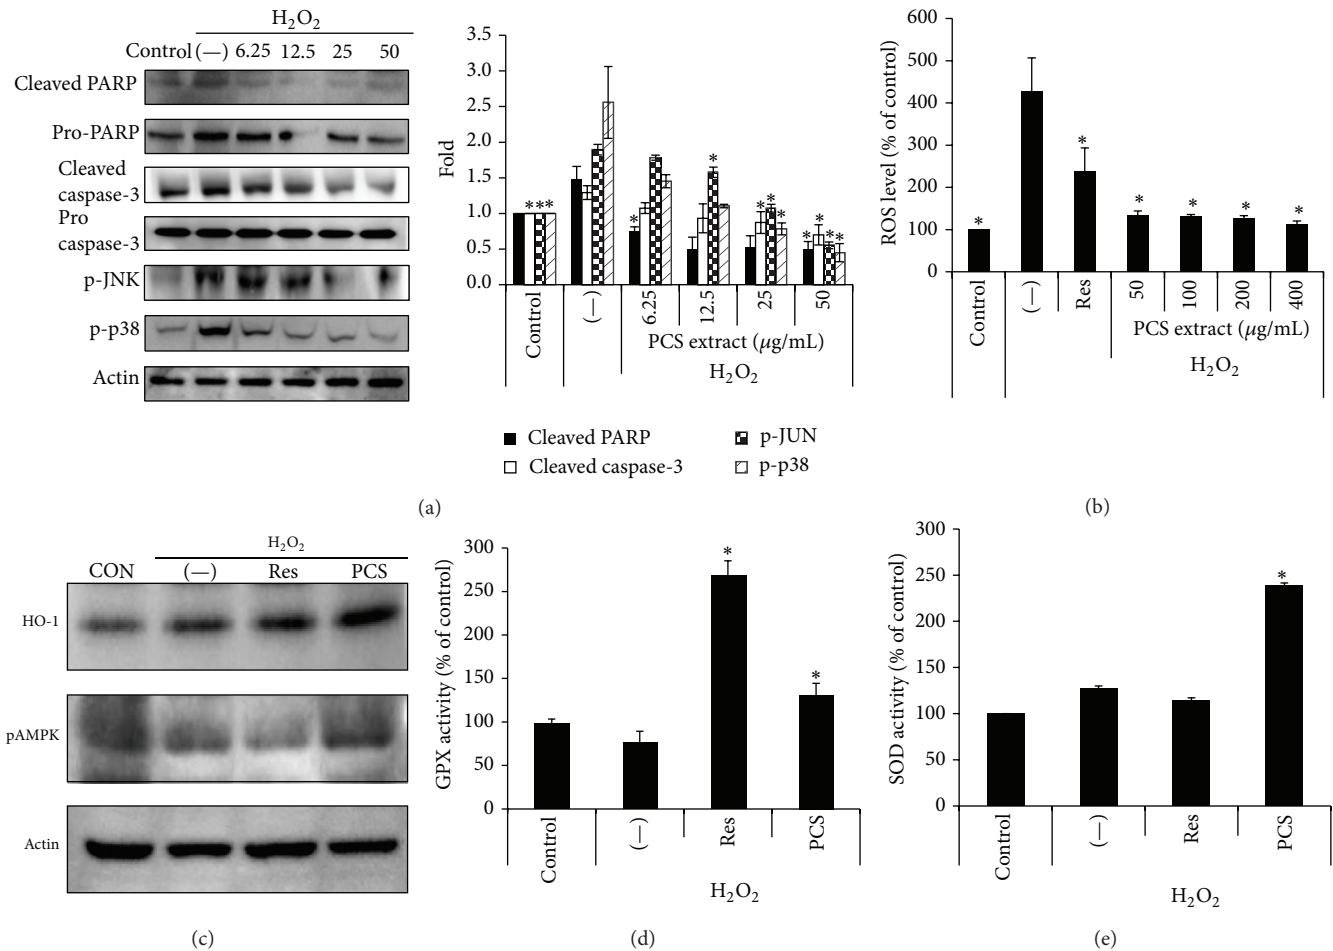 H2O2
Control (—) 6.25 12.5 25 50
Cleaved PARP
Pro-PARP
Cleaved
caspase-3
Pro
caspase-3
p-JNK
p-p38
Actin
Fold
3.5
3.0
2.5
2.0
1.5
1.0
0.5
0.0
* * * * * * * * * * * * *
Control
(—)
6.25
12.5
25
50
PCS extract (μg/mL)
H2O2
Cleaved PARP
Cleaved caspase-3
p-JUN
p-p38
(a)
ROS level (% of control)
600
500
400
300
200
100
0
* * * * * *
Control
(—)
Res
50
100
200
400
PCS extract (μg/mL)
H2O2
(b)
H2O2
CON (—) Res PCS
HO-1
pAMPK
Actin
(c)
GPX activity (% of control)
300
250
200
150
100
50
0
* *
Control
(—)
Res
PCS
H2O2
(d)
SOD activity (% of control)
300
250
200
150
100
50
0
*
Control
(—)
Res
PCS
H2O2
(e)